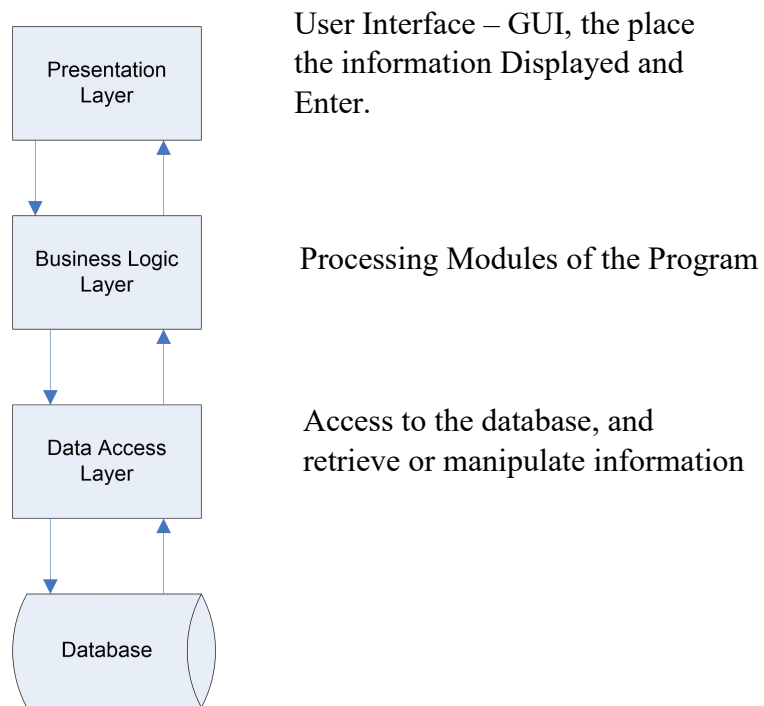 User Interface – GUI, the place
the information Displayed and
Enter.
Presentation
Layer
Business Logic
Layer
Processing Modules of the Program
Data Access
Layer
Access to the database, and
retrieve or manipulate information
Database